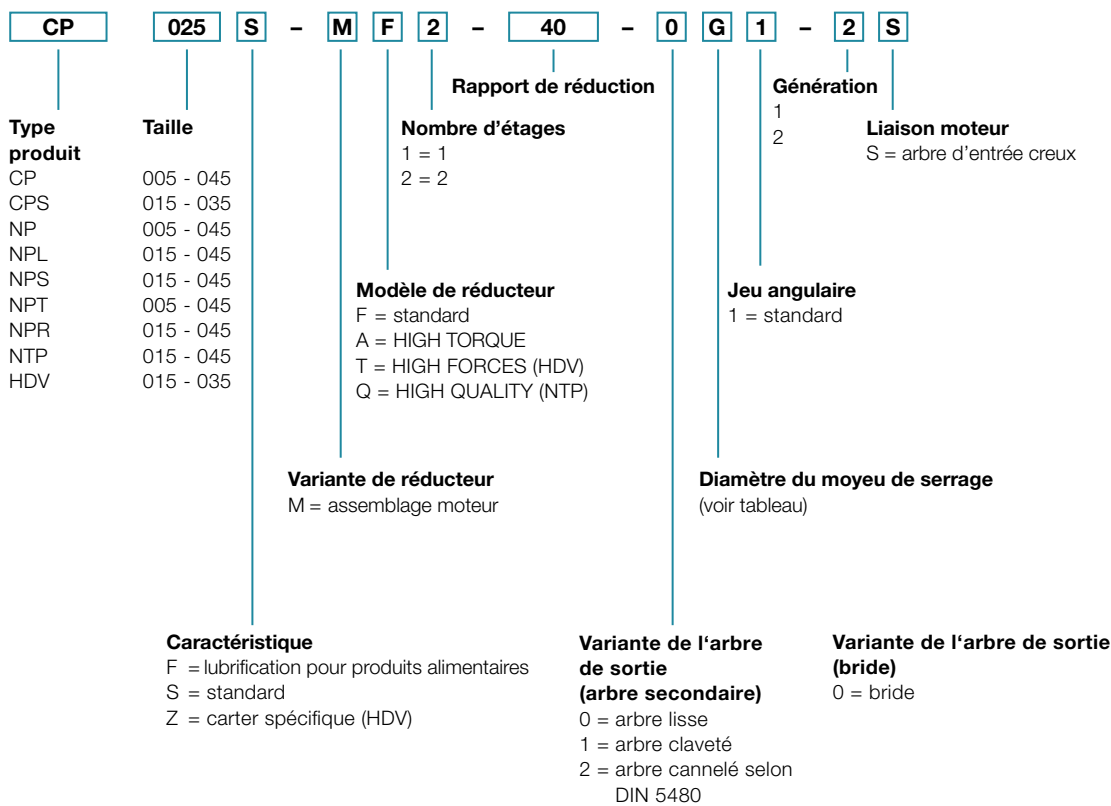 CP 025 S – M F 2 – 40 – 0 G 1 – 2 S
Rapport de réduction
Génération
1
2
Type
produit
CP
CPS
NP
NPL
NPS
NPT
NPR
NTP
HDV
Taille
005 - 045
015 - 035
005 - 045
015 - 045
015 - 045
005 - 045
015 - 045
015 - 045
015 - 035
Nombre d'étages
1 = 1
2 = 2
Liaison moteur
S = arbre d'entrée creux
Modèle de réducteur
F = standard
A = HIGH TORQUE
T = HIGH FORCES (HDV)
Q = HIGH QUALITY (NTP)
Jeu angulaire
1 = standard
Variante de réducteur
M = assemblage moteur
Diamètre du moyeu de serrage
(voir tableau)
Caractéristique
F = lubrification pour produits alimentaires
S = standard
Z = carter spécifique (HDV)
Variante de l‘arbre
de sortie
(arbre secondaire)
0 = arbre lisse
1 = arbre claveté
2 = arbre cannelé selon
DIN 5480
Variante de l‘arbre de sortie
(bride)
0 = bride